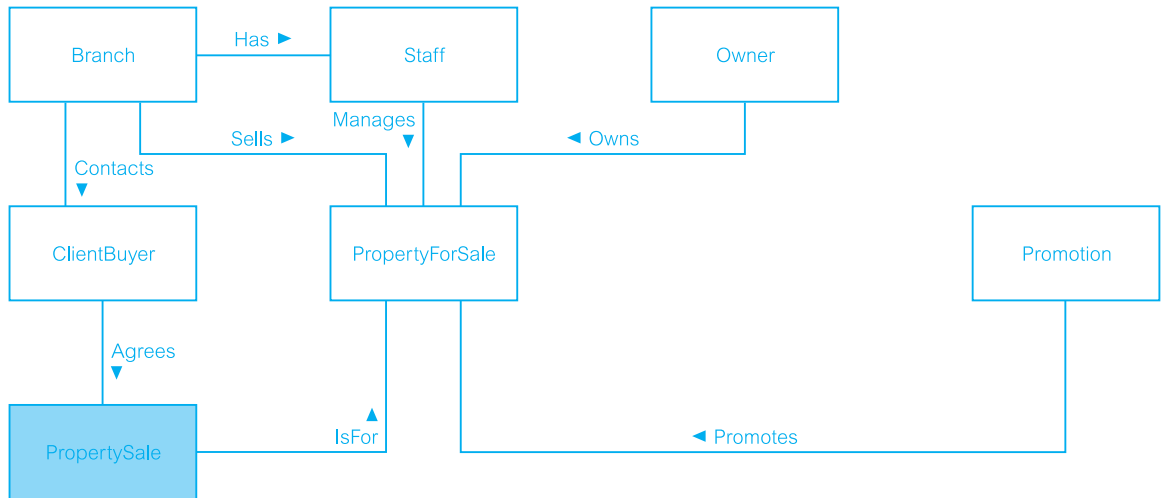 Branch
Has ►
Staff
Owner
Manages
▼
Sells ►
◄ Owns
Contacts
▼
ClientBuyer
PropertyForSale
Promotion
Agrees
▼
PropertySale
▲
IsFor
◄ Promotes